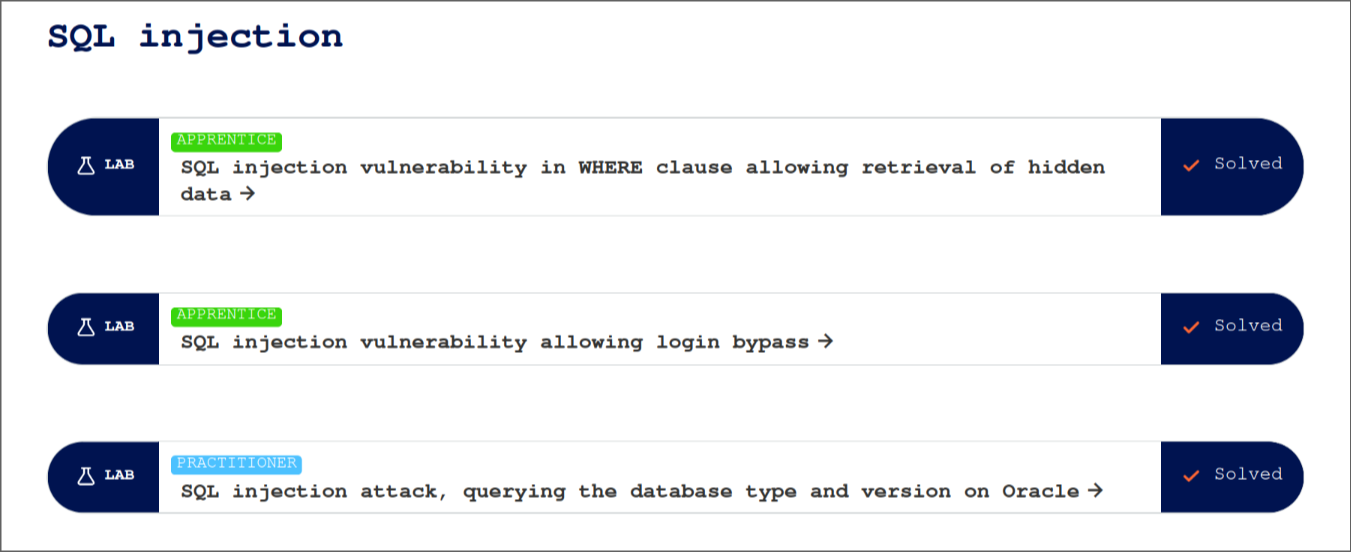 SQL injection
APPRENTICE
LAB
SQL injection vulnerability in WHERE clause allowing retrieval of hidden
data →
Solved
APPRENTICE
LAB
SQL injection vulnerability allowing login bypass →
Solved
PRACTITIONER
LAB
SQL injection attack, querying the database type and version on Oracle →
Solved